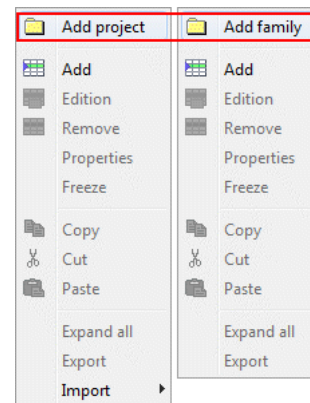 Add project
Add
Edition
Remove
Properties
Freeze
Copy
Cut
Paste
Expand all
Export
Import
Add family
Add
Edition
Remove
Properties
Freeze
Copy
Cut
Paste
Expand all
Export